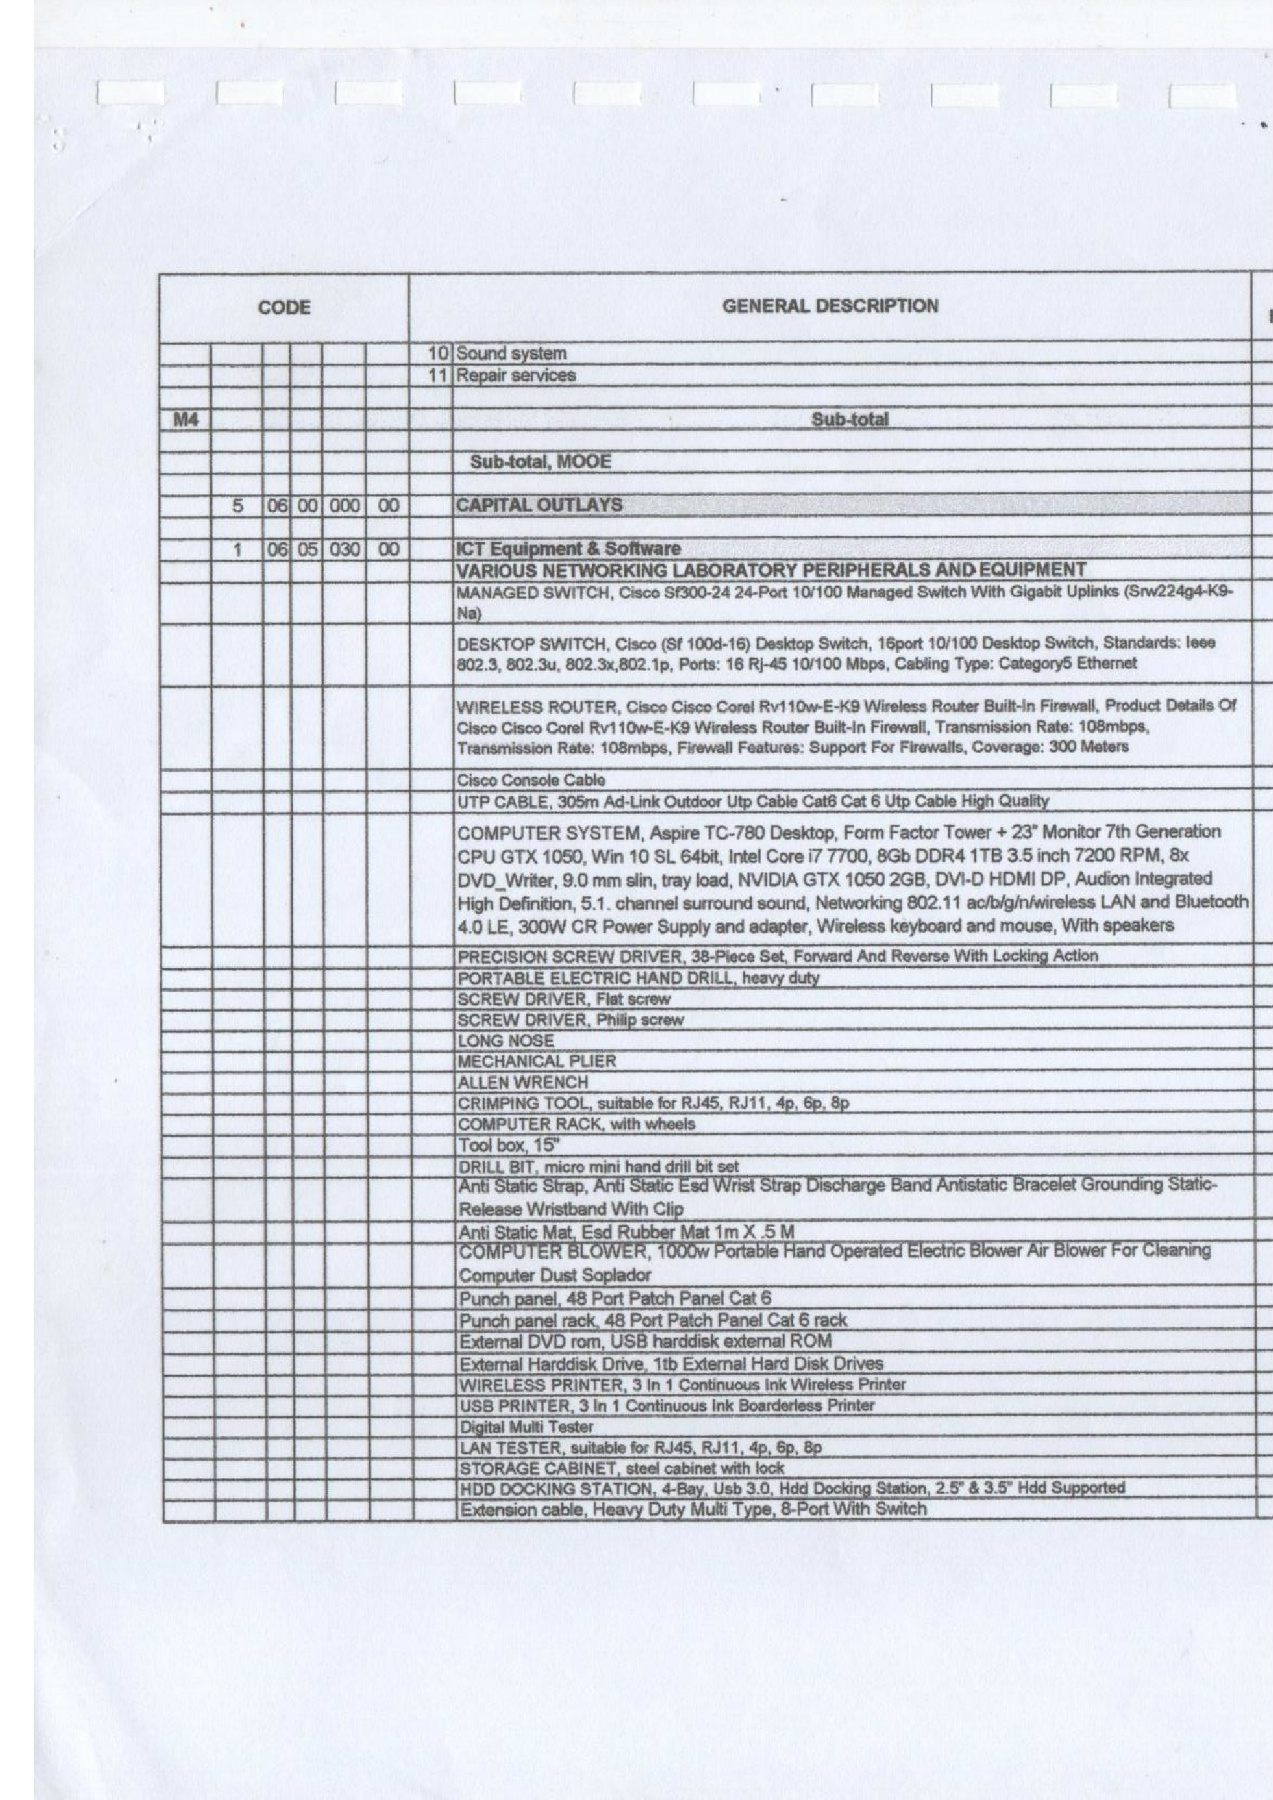 CODE GENERAL DESCRIPTION
10 Sound system
11 Repair services
M4 Sub-total
Sub-total, MOOE
5 06 00 000 00 CAPITAL OUTLAYS
1 06 05 030 00 ICT Equipment & Software
VARIOUS NETWORKING LABORATORY PERIPHERALS AND EQUIPMENT
MANAGED SWITCH, Cisco Sf300-24 24-Port 10/100 Managed Switch With Gigabit Uplinks (Srw224g4-K9-
Na)
DESKTOP SWITCH, Cisco (Sf 100d-16) Desktop Switch, 16port 10/100 Desktop Switch, Standards: Ieee
802.3, 802.3u, 802.3x,802.1p, Ports: 16 Rj-45 10/100 Mbps, Cabling Type: Category5 Ethernet
WIRELESS ROUTER, Cisco Cisco Corel Rv110w-E-K9 Wireless Router Built-In Firewall, Product Details Of
Cisco Cisco Corel Rv110w-E-K9 Wireless Router Built-In Firewall, Transmission Rate: 108mbps,
Transmission Rate: 108mbps, Firewall Features: Support For Firewalls, Coverage: 300 Meters
Cisco Console Cable
UTP CABLE, 305m Ad-Link Outdoor Utp Cable Cat6 Cat 6 Utp Cable High Quality
COMPUTER SYSTEM, Aspire TC-780 Desktop, Form Factor Tower + 23" Monitor 7th Generation
CPU GTX 1050, Win 10 SL 64bit, Intel Core i7 7700, 8Gb DDR4 1TB 3.5 inch 7200 RPM, 8x
DVD_Writer, 9.0 mm slin, tray load, NVIDIA GTX 1050 2GB, DVI-D HDMI DP, Audion Integrated
High Definition, 5.1. channel surround sound, Networking 802.11 ac/b/g/n/wireless LAN and Bluetooth
4.0 LE, 300W CR Power Supply and adapter, Wireless keyboard and mouse, With speakers
PRECISION SCREW DRIVER, 38-Piece Set, Forward And Reverse With Locking Action
PORTABLE ELECTRIC HAND DRILL, heavy duty
SCREW DRIVER, Flat screw
SCREW DRIVER, Philip screw
LONG NOSE
MECHANICAL PLIER
ALLEN WRENCH
CRIMPING TOOL, suitable for RJ45, RJ11, 4p, 6p, 8p
COMPUTER RACK, with wheels
Tool box, 15"
DRILL BIT, micro mini hand drill bit set
Anti Static Strap, Anti Static Esd Wrist Strap Discharge Band Antistatic Bracelet Grounding Static-
Release Wristband With Clip
Anti Static Mat, Esd Rubber Mat 1m X .5 M
COMPUTER BLOWER, 1000w Portable Hand Operated Electric Blower Air Blower For Cleaning
Computer Dust Soplador
Punch panel, 48 Port Patch Panel Cat 6
Punch panel rack, 48 Port Patch Panel Cat 6 rack
External DVD rom, USB harddisk external ROM
External Harddisk Drive, 1tb External Hard Disk Drives
WIRELESS PRINTER, 3 In 1 Continuous Ink Wireless Printer
USB PRINTER, 3 In 1 Continuous Ink Boarderless Printer
Digital Multi Tester
LAN TESTER, suitable for RJ45, RJ11, 4p, 6p, 8p
STORAGE CABINET, steel cabinet with lock
HDD DOCKING STATION, 4-Bay, Usb 3.0, Hdd Docking Station, 2.5" & 3.5" Hdd Supported
Extension cable, Heavy Duty Multi Type, 8-Port With Switch